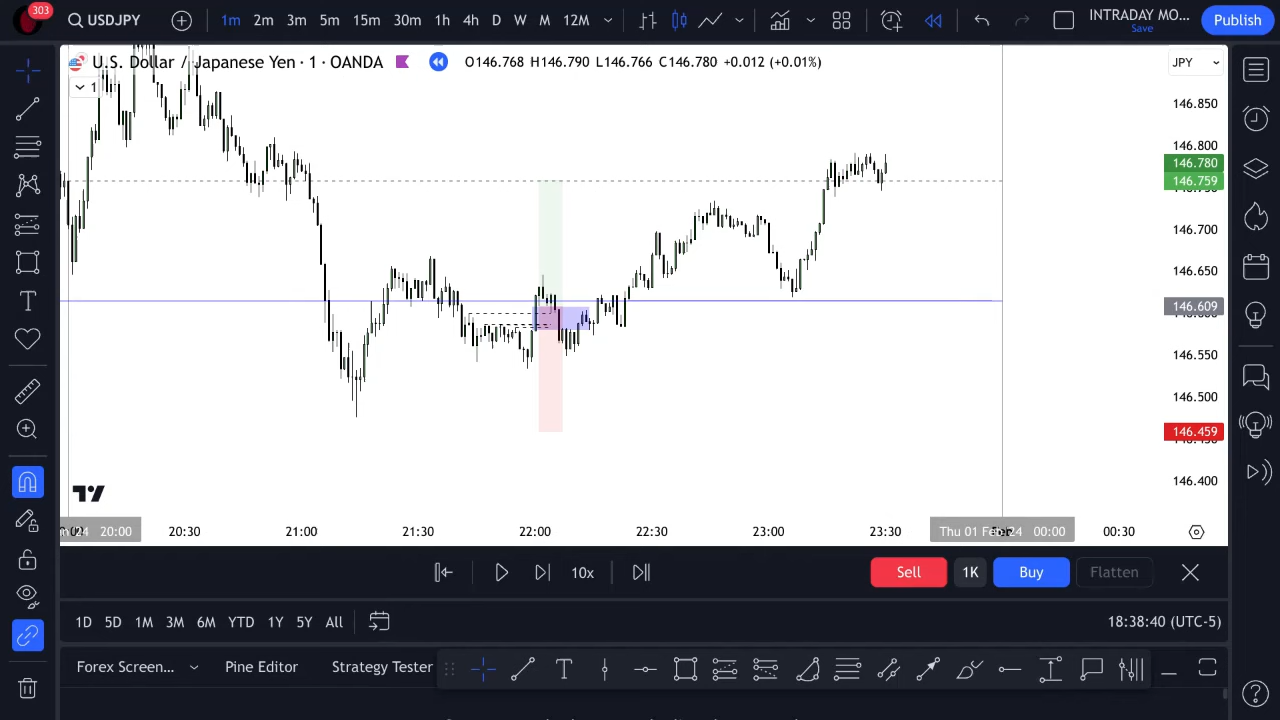 303
USDJPY
1m 2m 3m 5m 15m 30m 1h 4h D W M 12M
INTRADAY MO...
Save
Publish
U.S. Dollar / Japanese Yen · 1 · OANDA
O146.768 H146.790 L146.766 C146.780 +0.012 (+0.01%)
JPY
1
146.850
146.800
146.780
146.759
146.700
146.650
146.609
146.550
146.500
146.459
146.400
24 20:00
20:30
21:00
21:30
22:00
22:30
23:00
23:30
Thu 01 Feb 24 00:00
00:30
10x
Sell
1K
Buy
Flatten
1D 5D 1M 3M 6M YTD 1Y 5Y All
18:38:40 (UTC-5)
Forex Screen...
Pine Editor
Strategy Tester